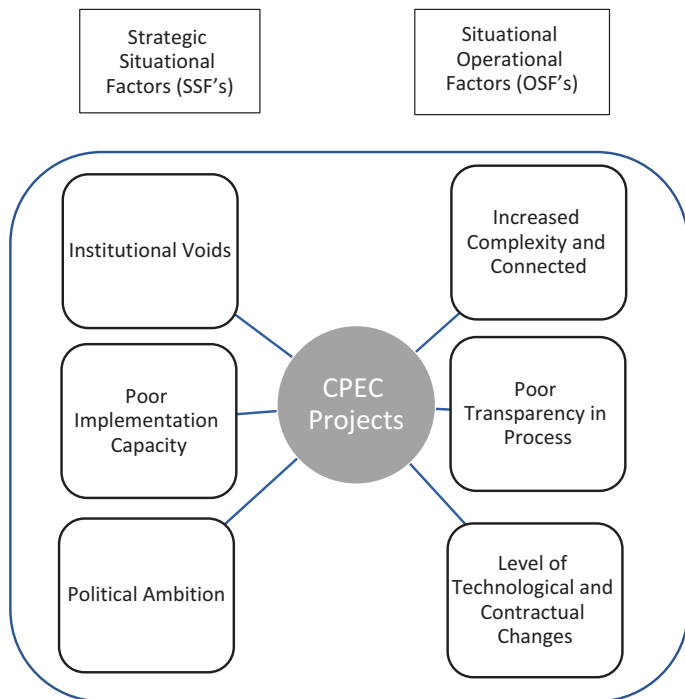 Strategic
Situational
Factors (SSF's)
Situational
Operational
Factors (OSF's)
Institutional Voids
Increased
Complexity and
Connected
Poor
Implementation
Capacity
CPEC
Projects
Poor
Transparency in
Process
Political Ambition
Level of
Technological and
Contractual
Changes